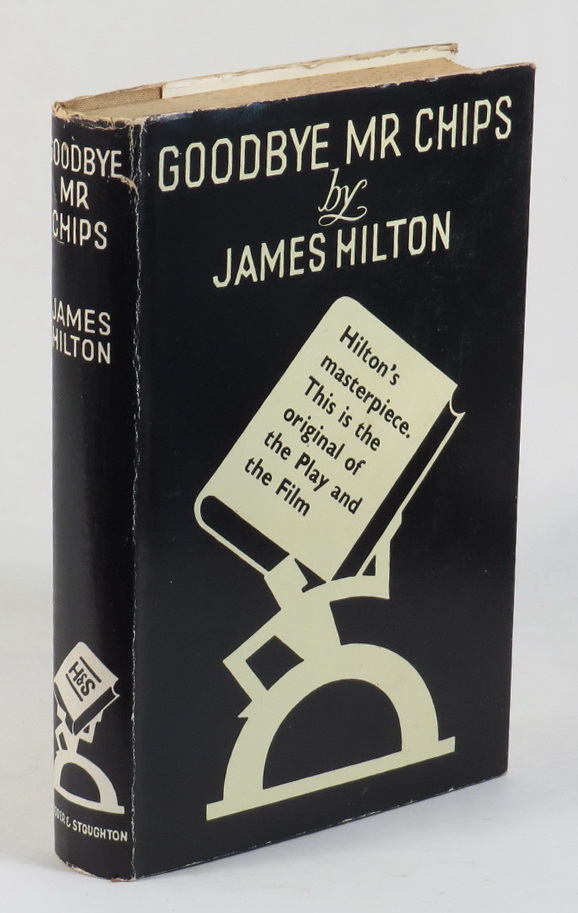 GOODBYE MR CHIPS
by
JAMES HILTON
Hilton's
masterpiece.
This is the
original of
the Play and
the Film
GOODBYE
MR
CHIPS
JAMES
HILTON
H&S
& STOUGHTON